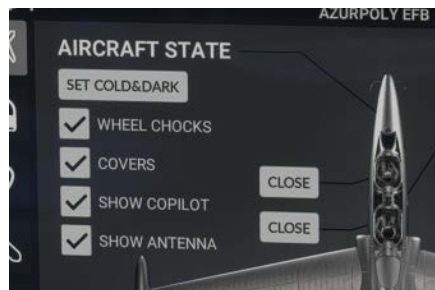 AZURPOLY EFB
AIRCRAFT STATE
SET COLD&DARK
WHEEL CHOCKS
COVERS
CLOSE
SHOW COPILOT
CLOSE
SHOW ANTENNA